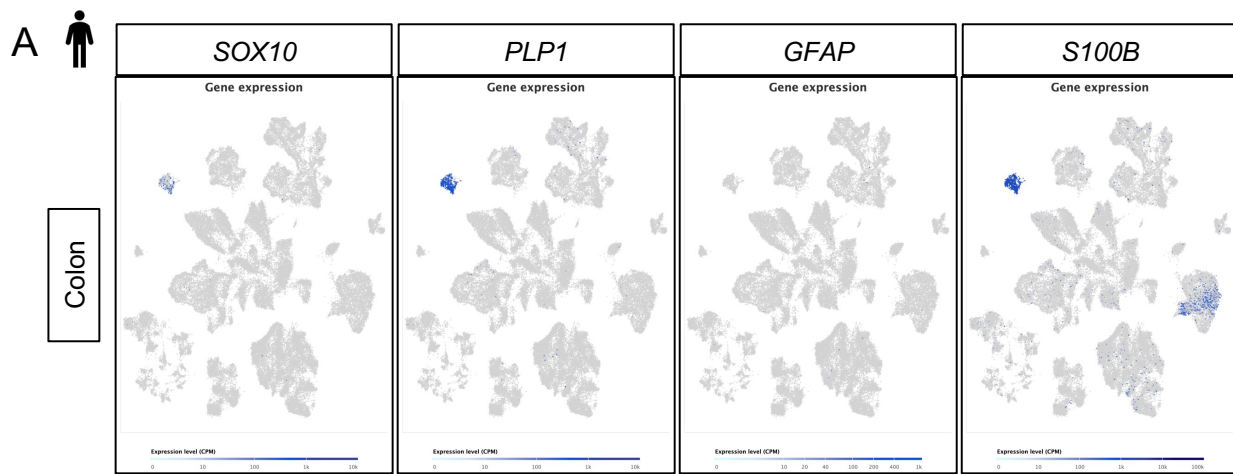 A
SOX10 PLP1 GFAP S100B
Gene expression Gene expression Gene expression Gene expression
Colon
Expression level (CPM) Expression level (CPM) Expression level (CPM) Expression level (CPM)
0 10 100 1k 10k 0 10 100 1k 10k 0 10 20 40 100 200 400 1k 0 10 100 1k 10k 100k